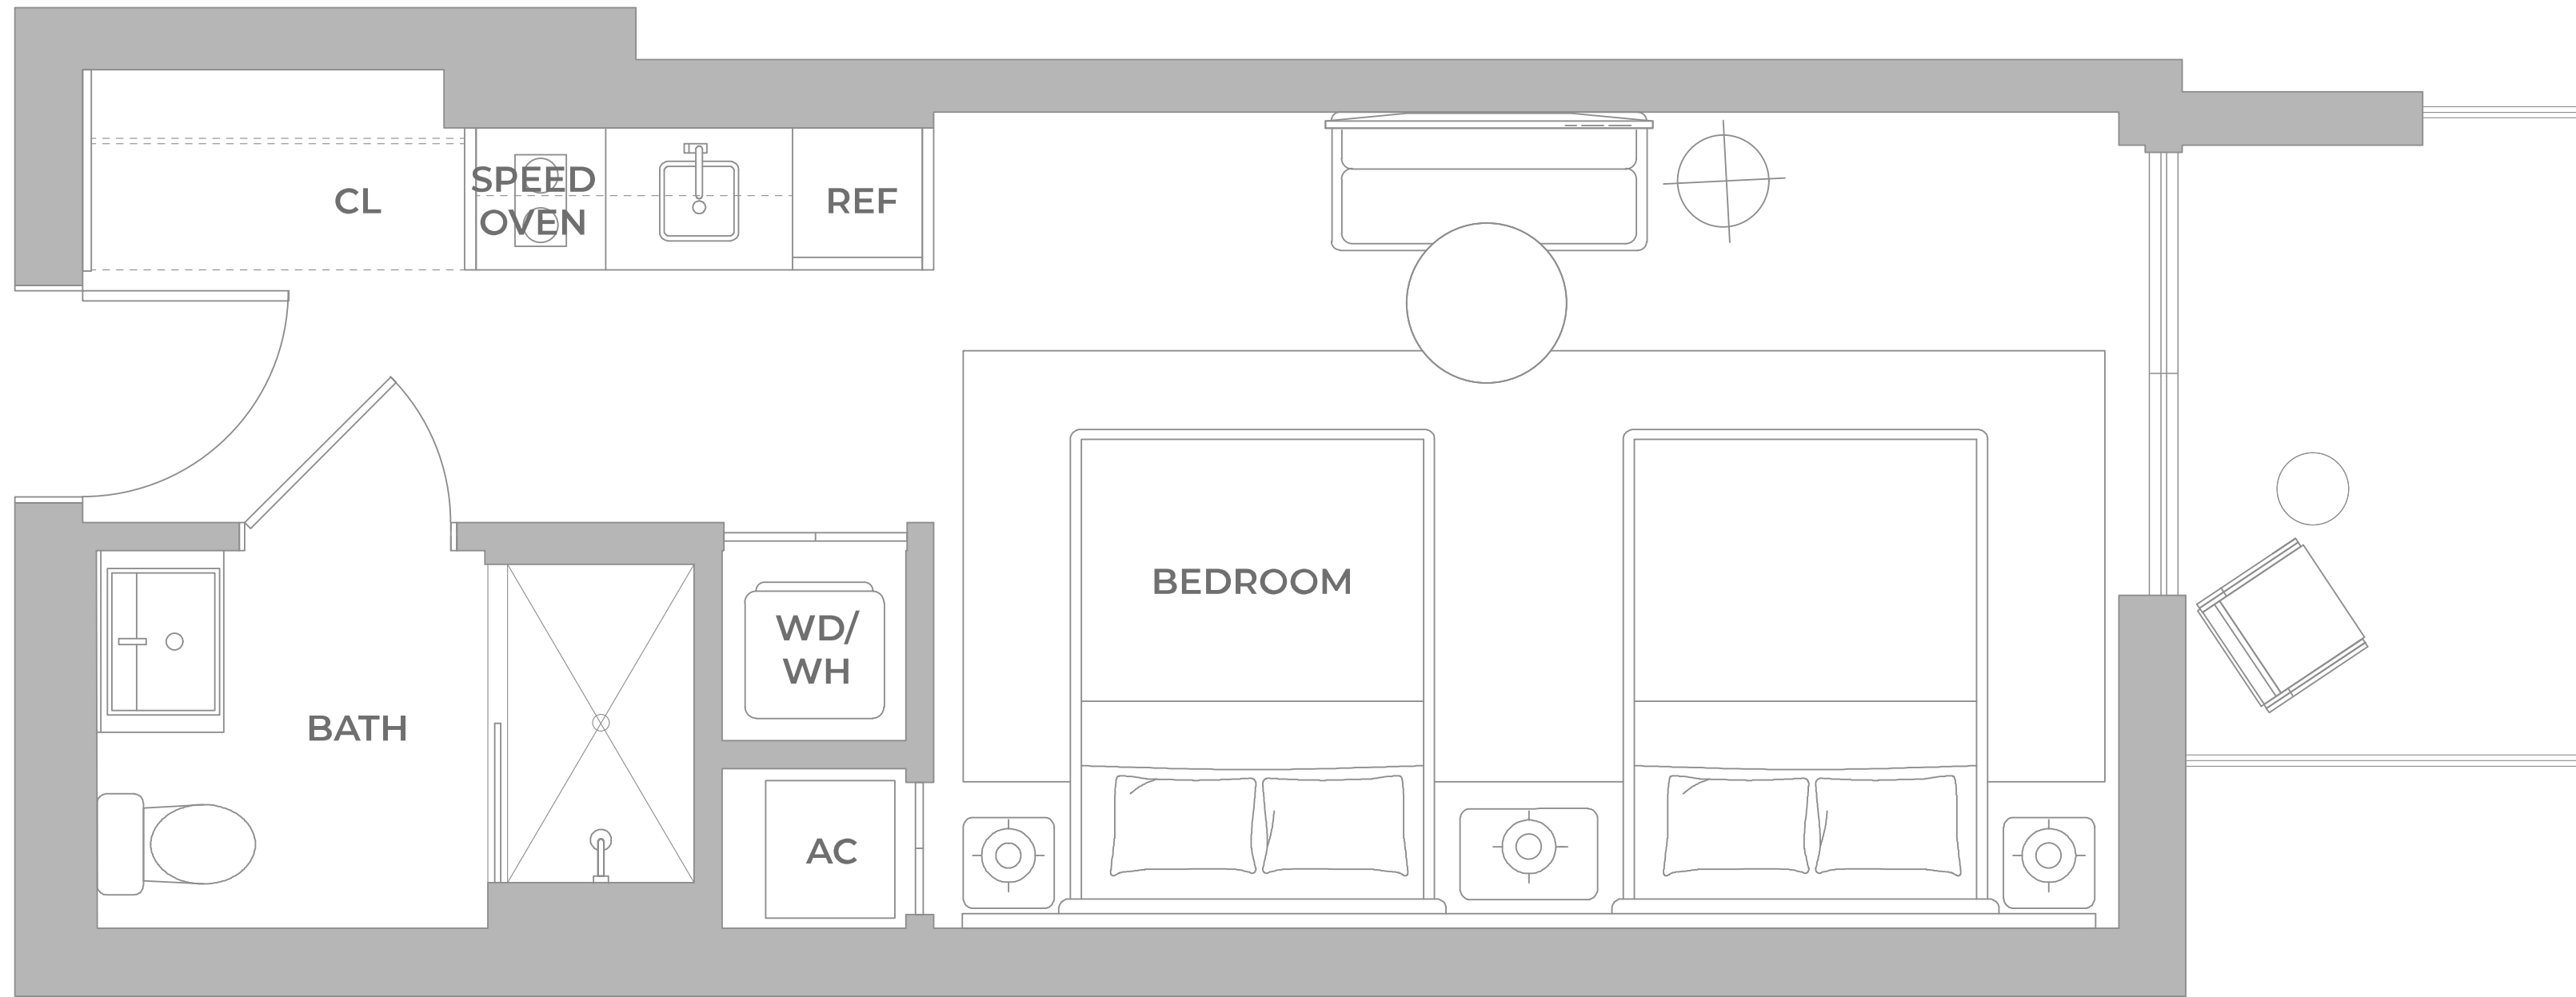 CL
SPEED
OVEN
REF
BEDROOM
WD/
WH
BATH
AC